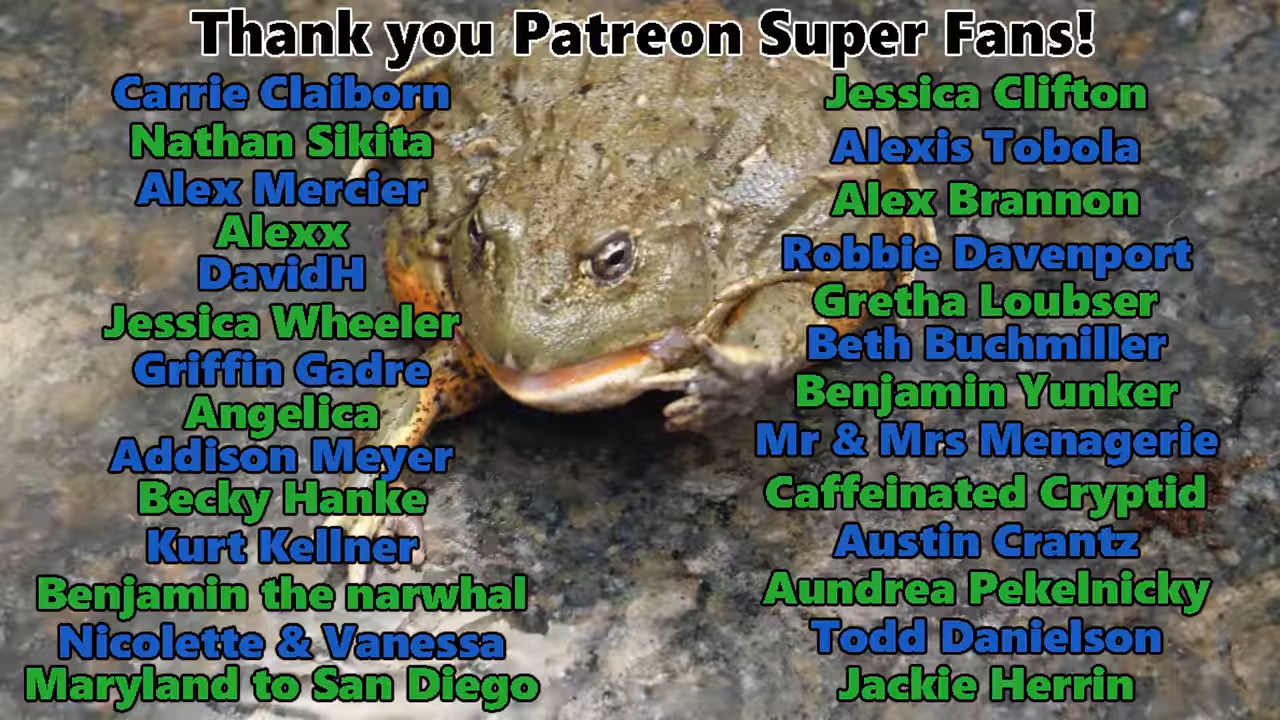 Thank you Patreon Super Fans!
Carrie Claiborn
Nathan Sikita
Alex Mercier
Alexx
DavidH
Jessica Wheeler
Griffin Gadre
Angelica
Addison Meyer
Becky Hanke
Kurt Kellner
Benjamin the narwhal
Nicolette & Vanessa
Maryland to San Diego
Jessica Clifton
Alexis Tobola
Alex Brannon
Robbie Davenport
Gretha Loubser
Beth Buchmiller
Benjamin Yunker
Mr & Mrs Menagerie
Caffeinated Cryptid
Austin Crantz
Aundrea Pekelnicky
Todd Danielson
Jackie Herrin